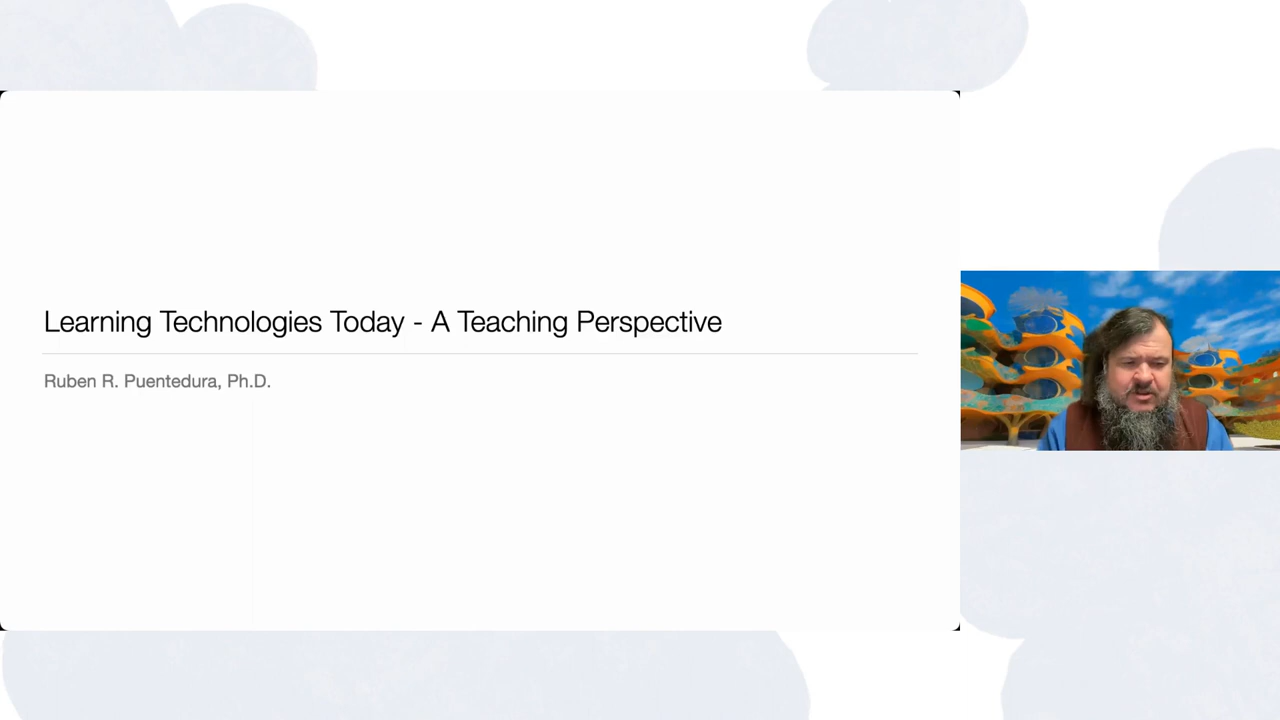 Learning Technologies Today - A Teaching Perspective
Ruben R. Puentedura, Ph.D.